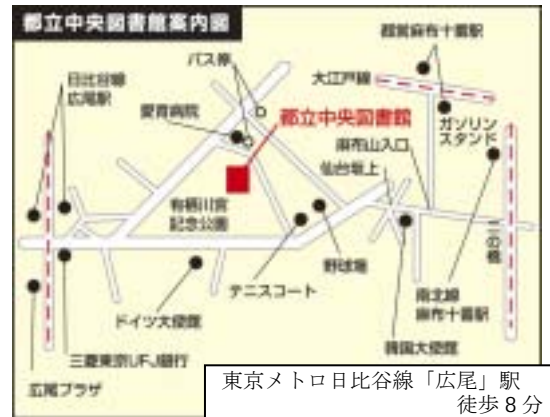 都立中央図書館案内図
都営麻布十番駅
バス停
大江戸線
日比谷線
広尾駅
愛育病院
都立中央図書館
ガソリン
スタンド
麻布山入口
仙台坂上
有栖川宮
記念公園
二の橋
野球場
テニスコート
南北線
麻布十番駅
ドイツ大使館
韓国大使館
三菱東京UFJ銀行
広尾プラザ
東京メトロ日比谷線「広尾」駅
徒歩 8 分